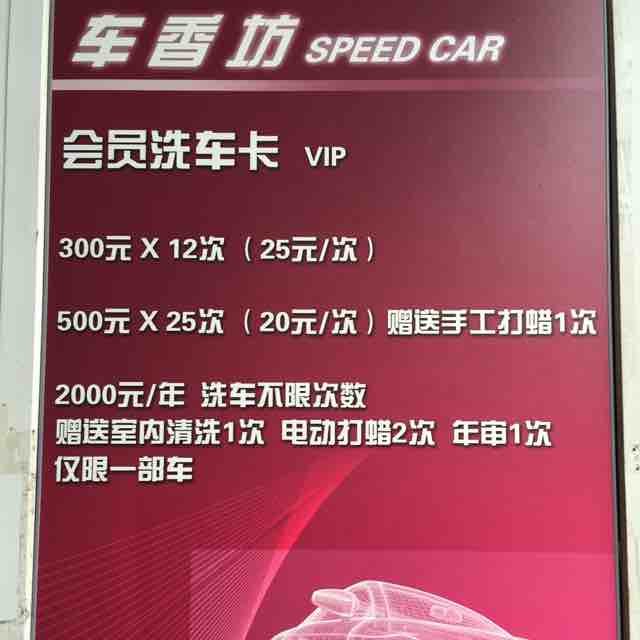 车香坊 SPEED CAR
会员洗车卡 VIP
300元 X 12次 (25元/次)
500元 X 25次 (20元/次) 赠送手工打蜡1次
2000元/年 洗车不限次数
赠送室内清洗1次 电动打蜡2次 年审1次
仅限一部车